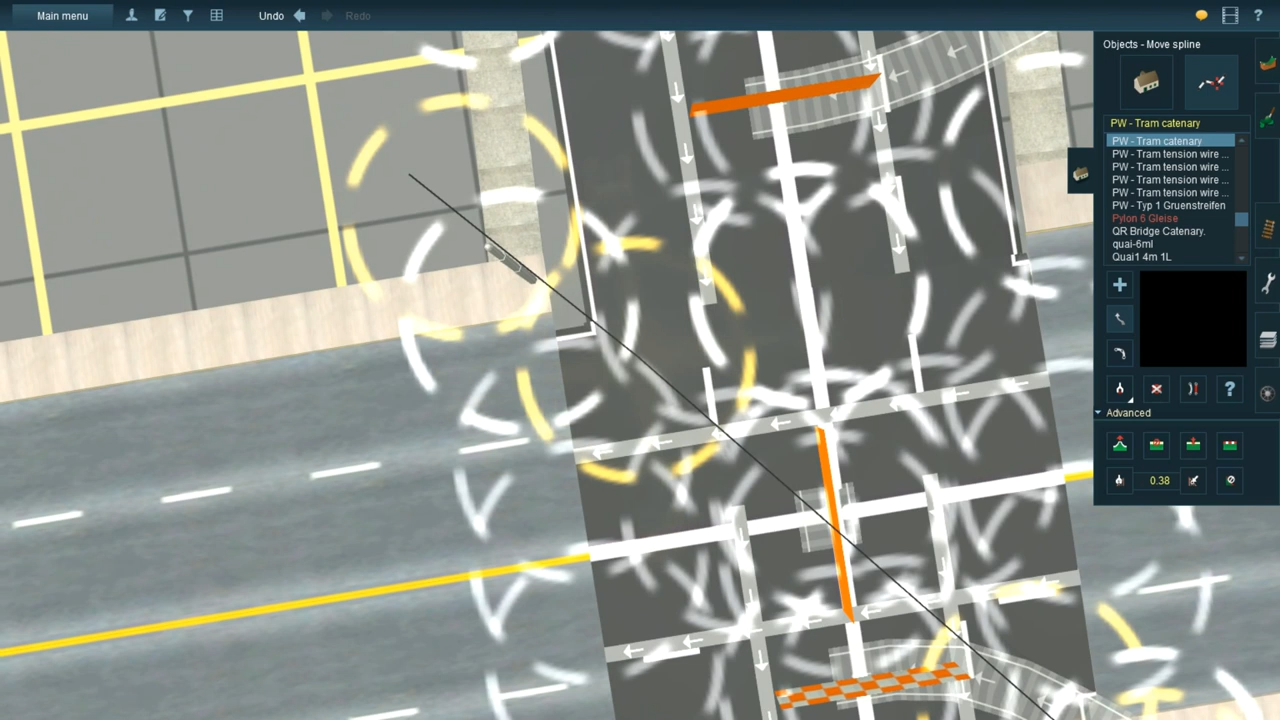 Main menu
Undo
Redo
?
Objects - Move spline
PW - Tram catenary
PW - Tram catenary
PW - Tram tension wire ...
PW - Tram tension wire ...
PW - Tram tension wire ...
PW - Tram tension wire ...
PW - Typ 1 Gruenstreifen
Pylon 6 Gleise
QR Bridge Catenary.
quai-6ml
Quai1 4m 1L
?
Advanced
0.38